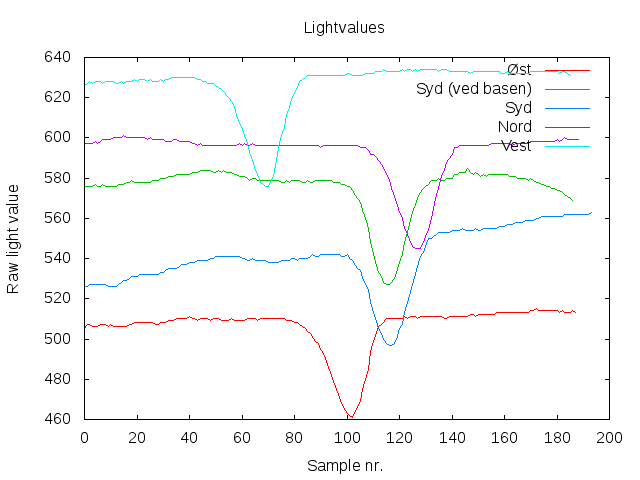 Lightvalues
640
620
600
580
560
540
520
500
480
460
Raw light value
Øst
Syd (ved basen)
Syd
Nord
Vest
0 20 40 60 80 100 120 140 160 180 200
Sample nr.